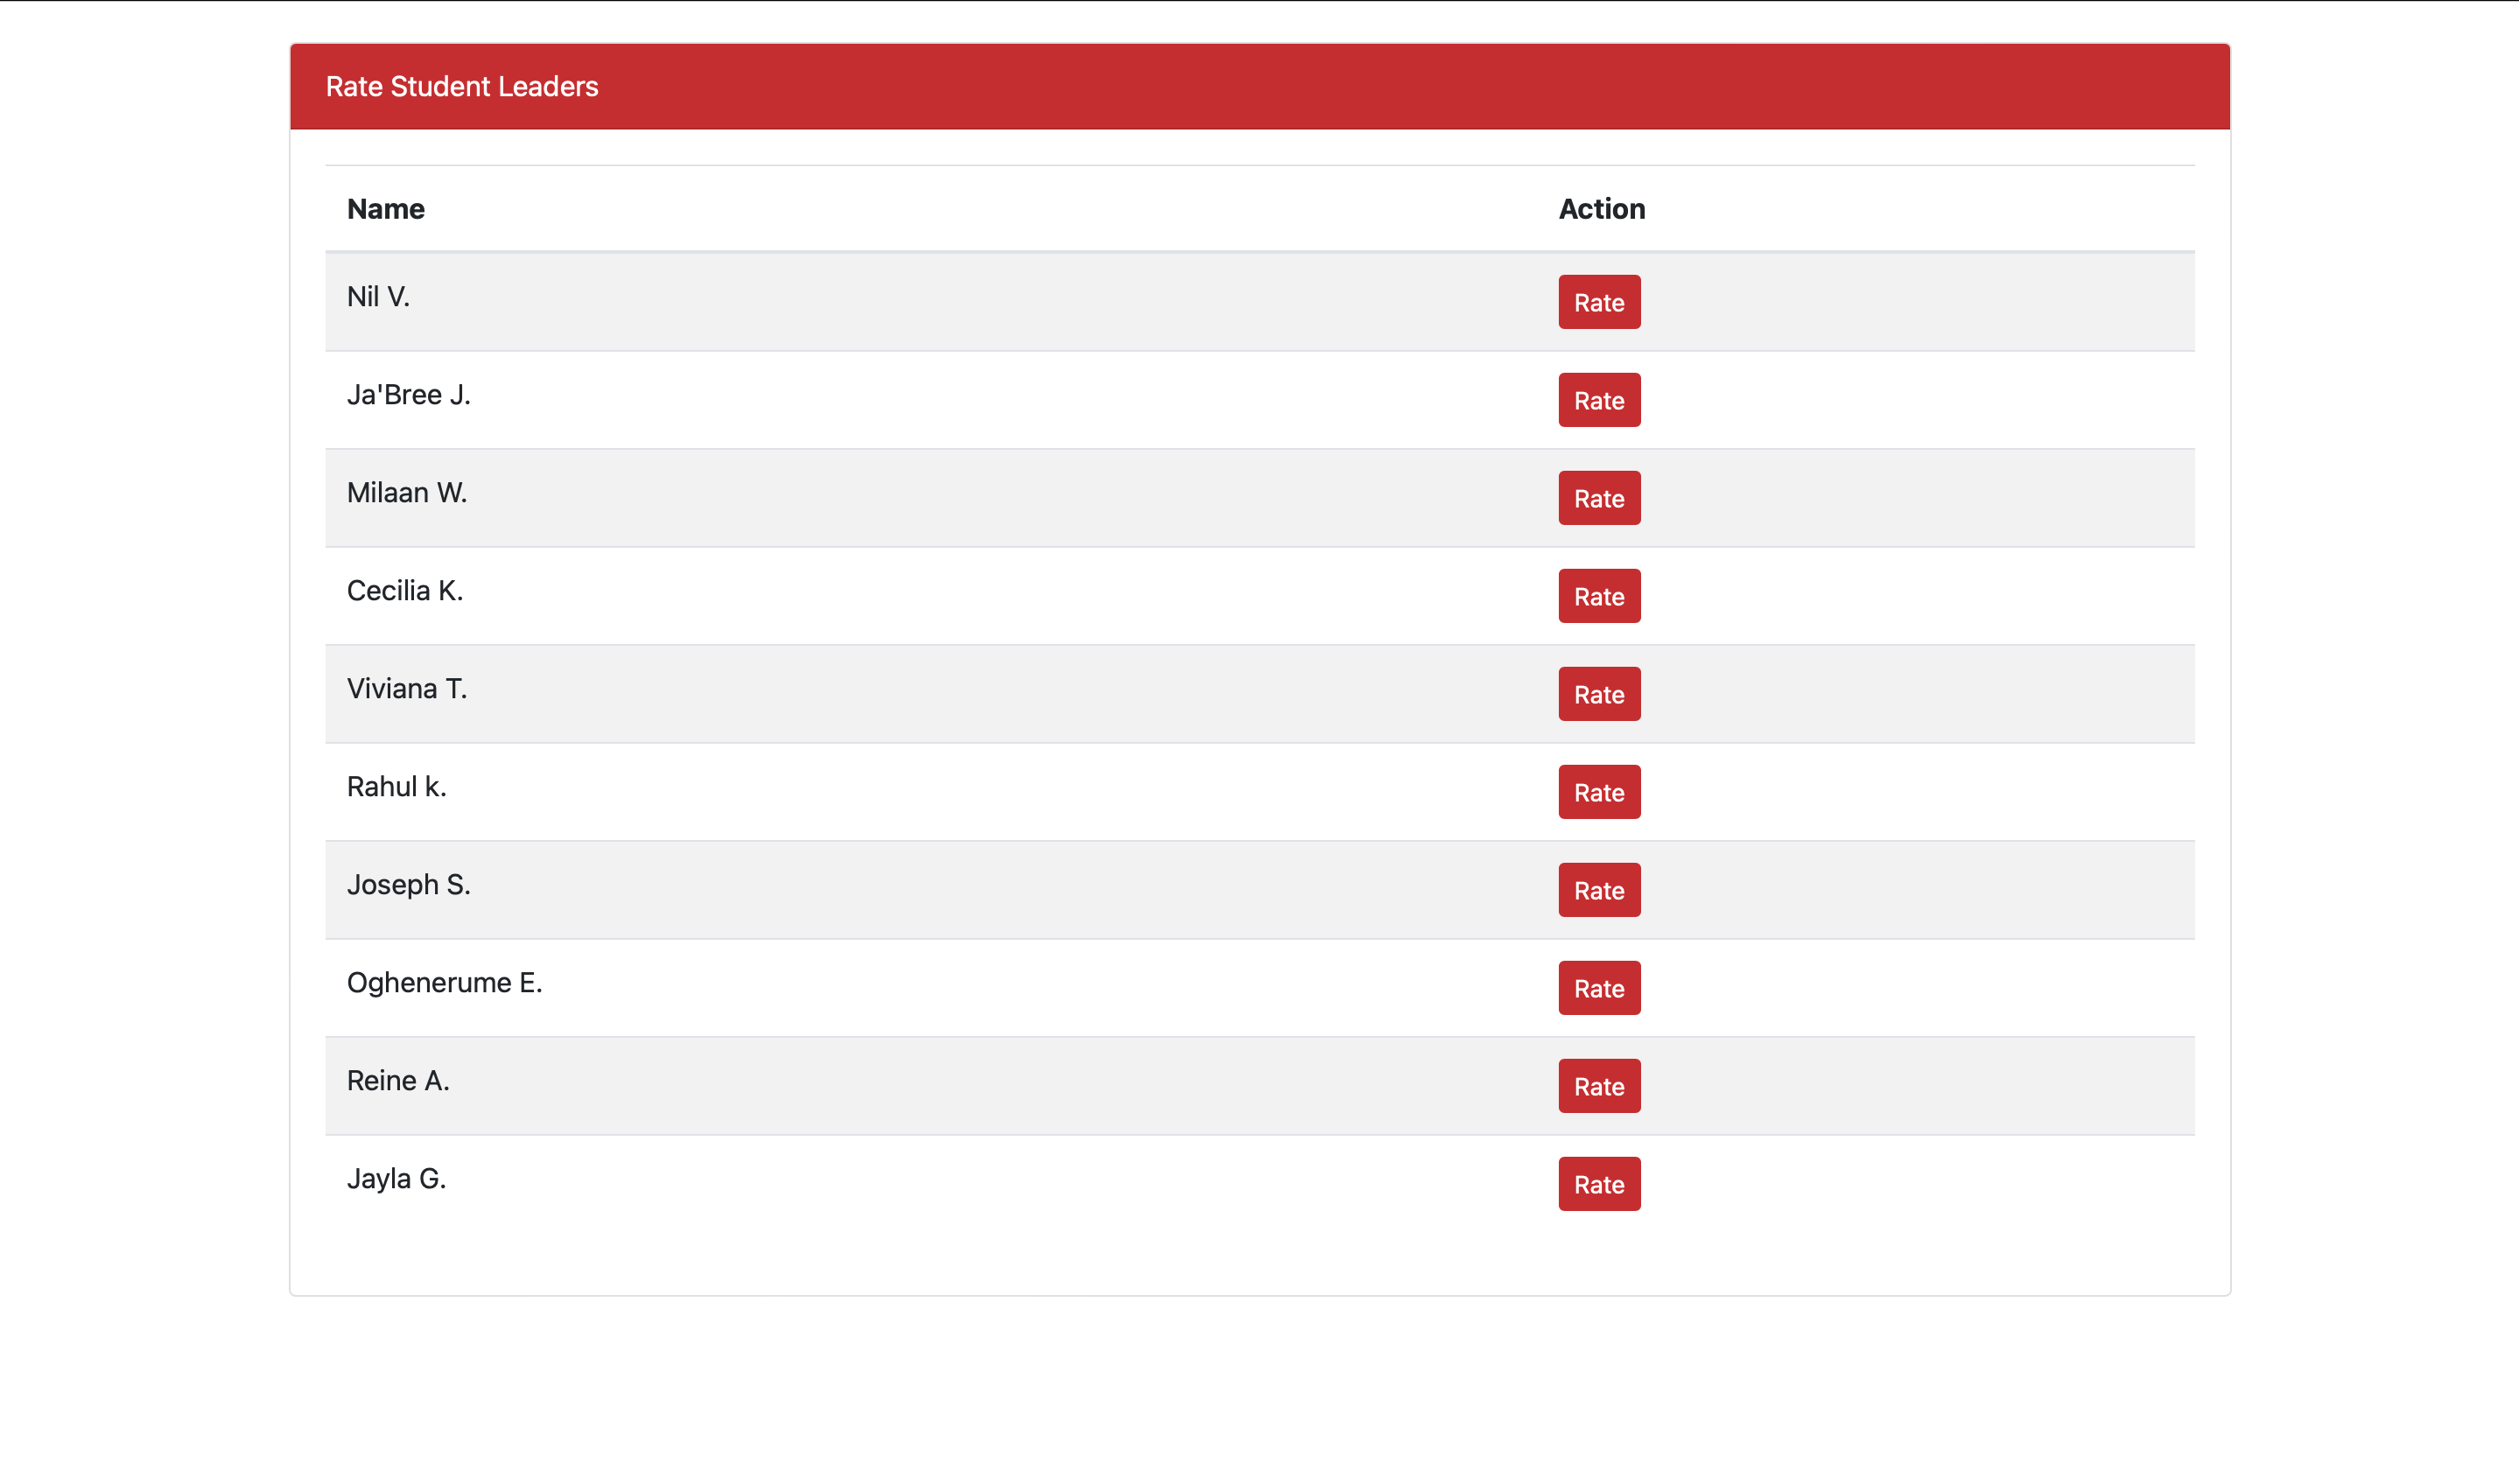 Rate Student Leaders
Name Action
Nil V. Rate
Ja'Bree J. Rate
Milaan W. Rate
Cecilia K. Rate
Viviana T. Rate
Rahul k. Rate
Joseph S. Rate
Oghenerume E. Rate
Reine A. Rate
Jayla G. Rate